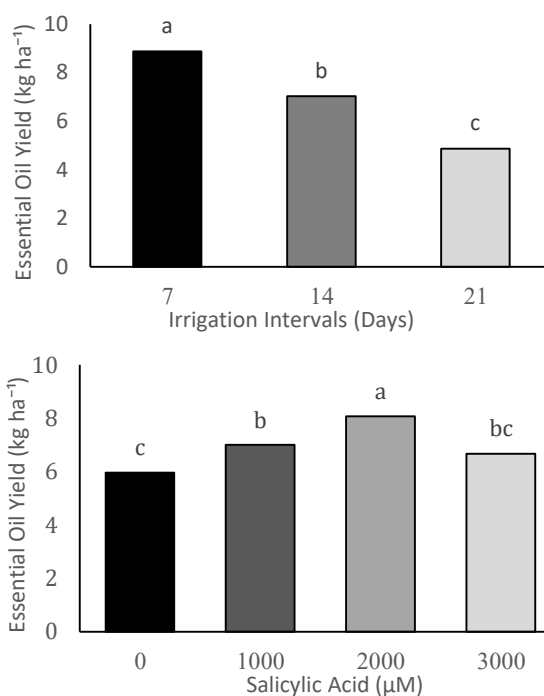 Essential Oil Yield (kg ha⁻¹)
10
8
6
4
2
0
a
b
c
7
14
21
Irrigation Intervals (Days)
Essential Oil Yield (kg ha⁻¹)
10
8
6
4
2
0
c
b
a
bc
0
1000
2000
3000
Salicylic Acid (µM)